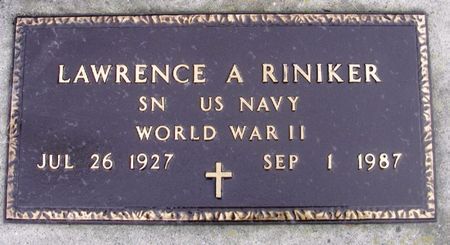 LAWRENCE A RINIKER
SN US NAVY
WORLD WAR II
JUL 26 1927 SEP 1 1987